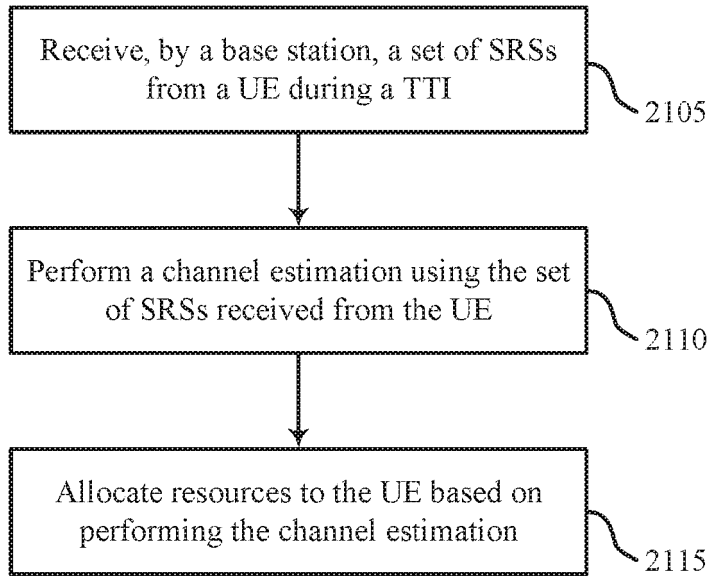 Receive, by a base station, a set of SRSs
from a UE during a TTI
2105
Perform a channel estimation using the set
of SRSs received from the UE
2110
Allocate resources to the UE based on
performing the channel estimation
2115